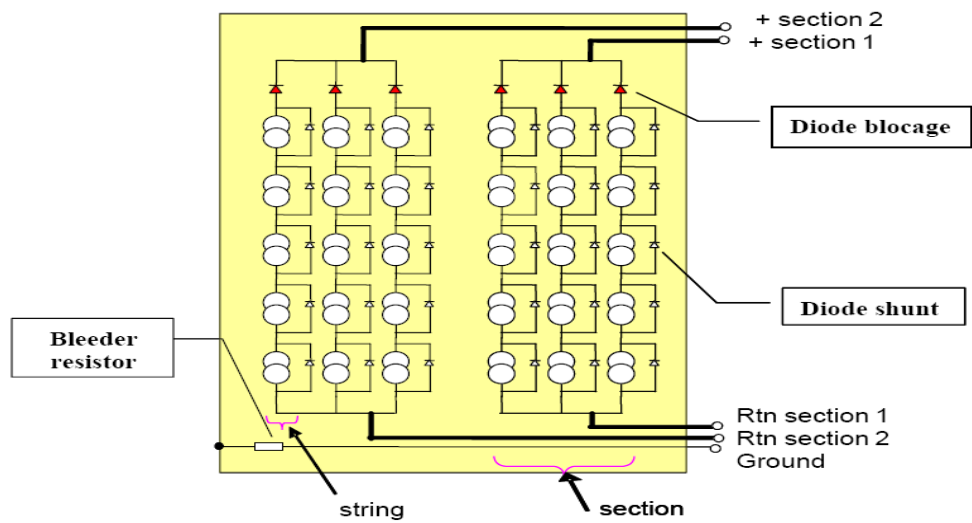 + section 2
+ section 1
Diode blocage
Diode shunt
Bleeder
resistor
Rtn section 1
Rtn section 2
Ground
string
section